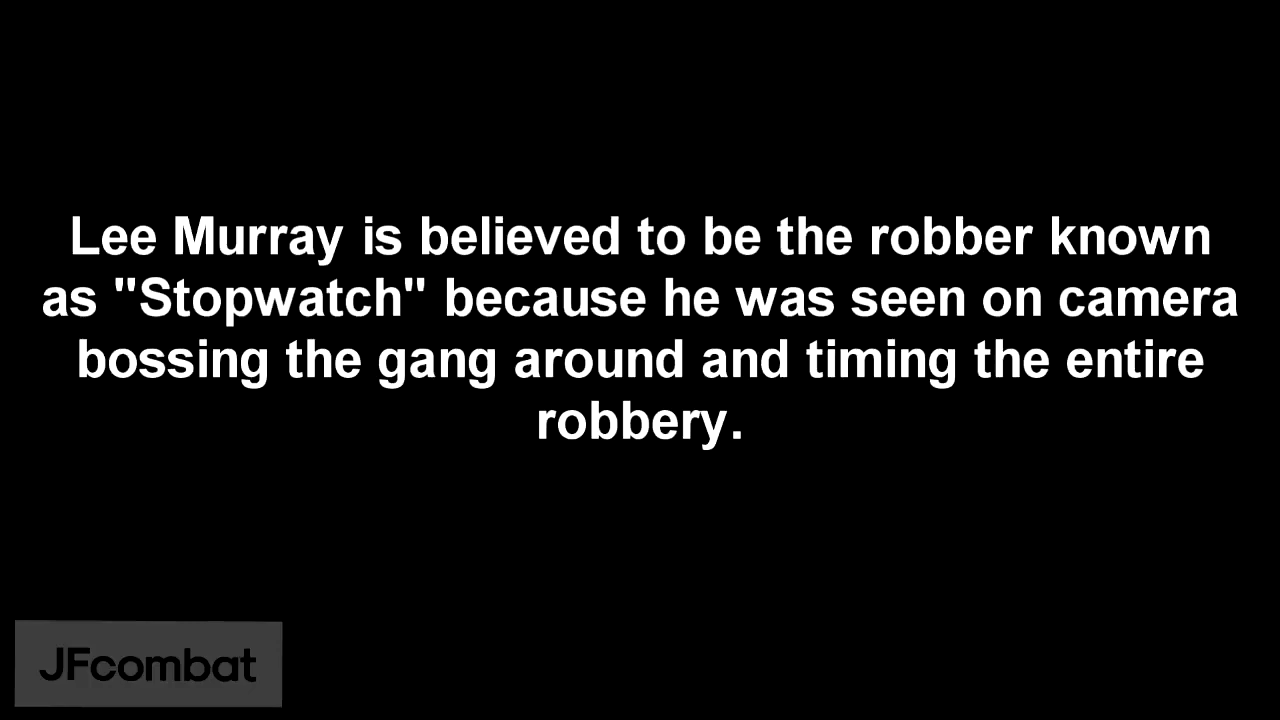 Lee Murray is believed to be the robber known
as "Stopwatch" because he was seen on camera
bossing the gang around and timing the entire
robbery.
JFcombat